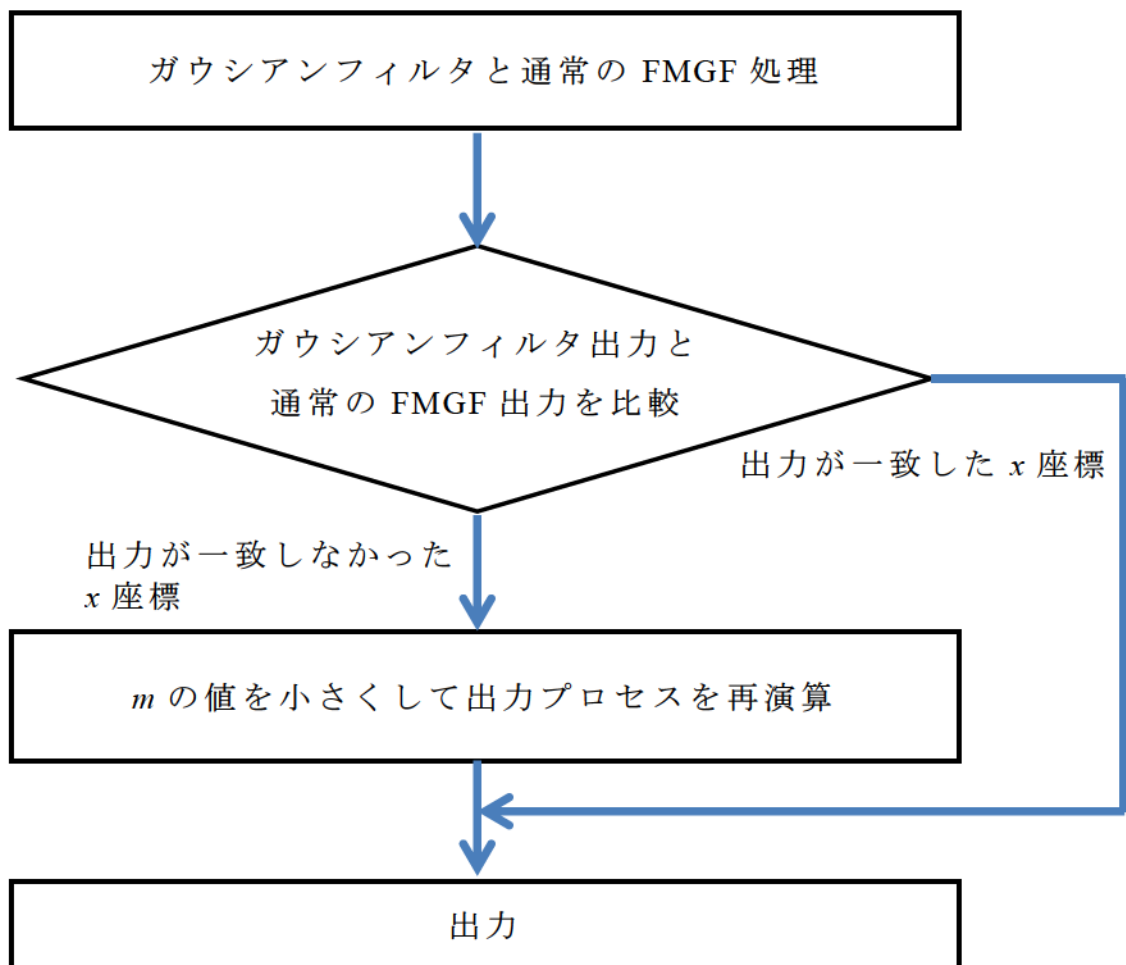 ガウシアンフィルタと通常の FMGF 処理
ガウシアンフィルタ出力と
通常の FMGF 出力を比較
出力が一致した x 座標
出力が一致しなかった
x 座標
m の値を小さくして出力プロセスを再演算
出力